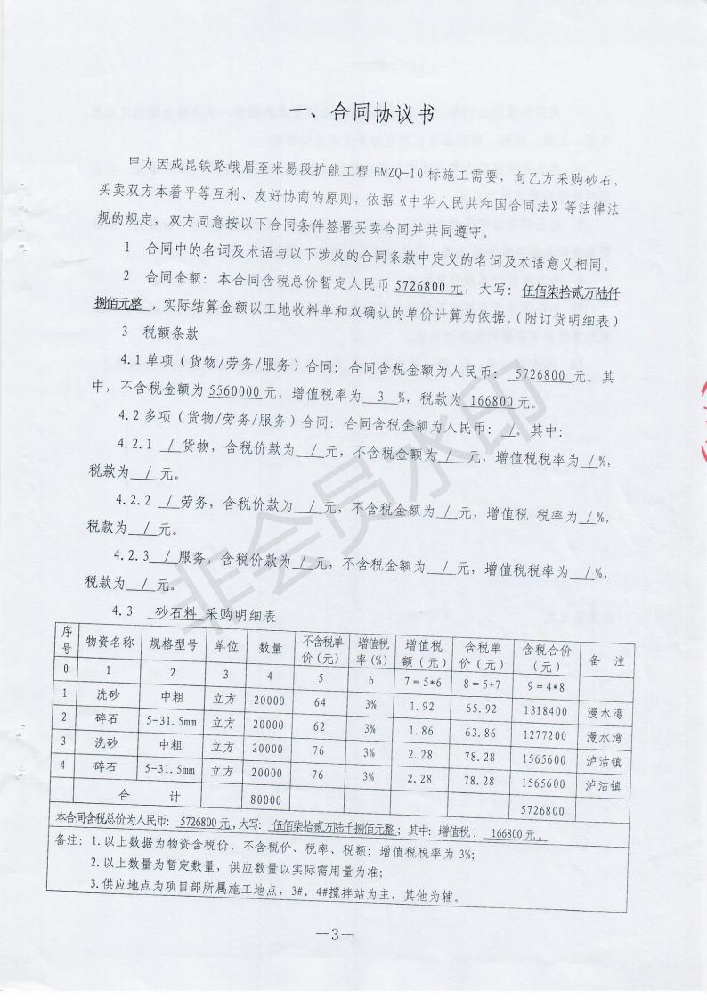 一、合同协议书
甲方因成昆铁路峨眉至米易段扩能工程 EMZQ-10 标施工需要，向乙方采购砂石，
买卖双方本着平等互利、友好协商的原则，依据《中华人民共和国合同法》等法律法
规的规定，双方同意按以下合同条件签署买卖合同并共同遵守。
1 合同中的名词及术语与以下涉及的合同条款中定义的名词及术语意义相同。
2 合同金额：本合同含税总价暂定人民币 5726800 元，大写：伍佰柒拾贰万陆仟
捌佰元整，实际结算金额以工地收料单和双确认的单价计算为依据。（附订货明细表）
3 税额条款
4.1 单项（货物/劳务/服务）合同：合同含税金额为人民币：5726800 元。其
中，不含税金额为 5560000 元，增值税率为 3 %，税款为 166800 元。
4.2 多项（货物/劳务/服务）合同：合同含税金额为人民币： /。其中：
4.2.1 / 货物，含税价款为 / 元，不含税金额为 / 元，增值税税率为 / %，
税款为 / 元。
4.2.2 / 劳务，含税价款为 / 元，不含税金额为 / 元，增值税 税率为 / %，
税款为 / 元。
4.2.3 / 服务，含税价款为 / 元，不含税金额为 / 元，增值税税率为 / %，
税款为 / 元。
4.3 砂石料 采购明细表
序号 物资名称 规格型号 单位 数量 不含税单价（元） 增值税率（%） 增值税额（元） 含税单价（元） 含税合价（元） 备 注
0 1 2 3 4 5 6 7=5*6 8=5+7 9=4*8
1 洗砂 中粗 立方 20000 64 3% 1.92 65.92 1318400 漫水湾
2 碎石 5-31.5mm 立方 20000 62 3% 1.86 63.86 1277200 漫水湾
3 洗砂 中粗 立方 20000 76 3% 2.28 78.28 1565600 泸沽镇
4 碎石 5-31.5mm 立方 20000 76 3% 2.28 78.28 1565600 泸沽镇
合 计 80000 5726800
本合同含税总价为人民币：5726800 元，大写：伍佰柒拾贰万陆千捌佰元整；其中：增值税：166800 元。
备注：1.以上数据为物资含税价、不含税价、税率、税额；增值税税率为 3%;
2.以上数量为暂定数量，供应数量以实际需用量为准；
3.供应地点为项目部所属施工地点，3#、4#搅拌站为主，其他为辅。
—3—
非会员水印